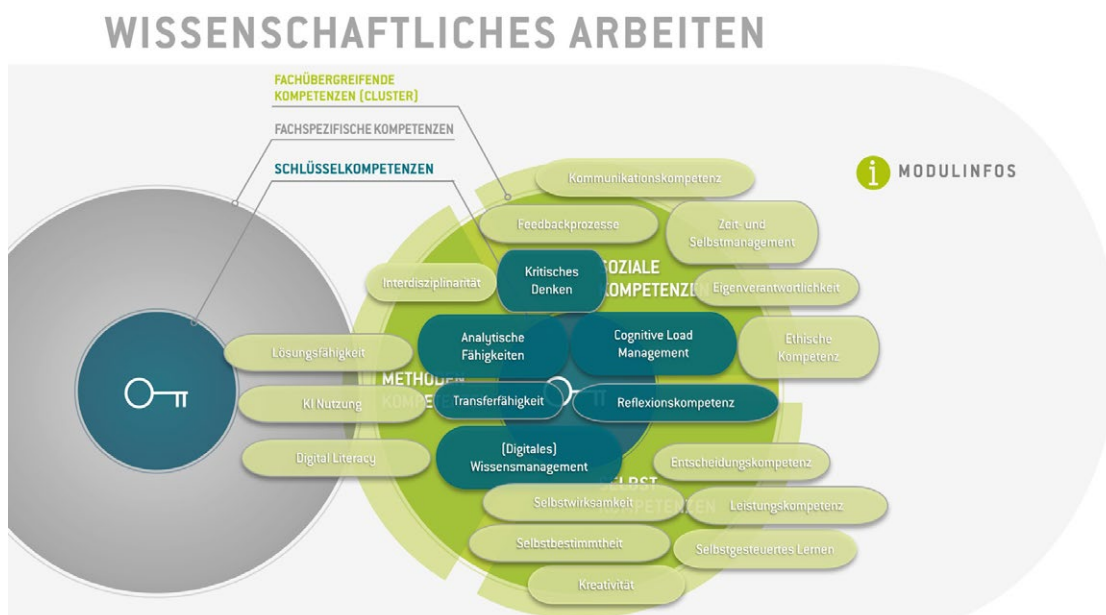 WISSENSCHAFTLICHES ARBEITEN
FACHÜBERGREIFENDE
KOMPETENZEN (CLUSTER)
FACHSPEZIFISCHE KOMPETENZEN
SCHLÜSSELKOMPETENZEN
i MODULINFOS
Kommunikationskompetenz
Feedbackprozesse
Zeit- und
Selbstmanagement
SOZIALE
KOMPETENZEN
Kritisches
Denken
Interdisziplinarität
Eigenverantwortlichkeit
Analytische
Fähigkeiten
Cognitive Load
Management
Ethische
Kompetenz
Lösungsfähigkeit
METHODEN
KI Nutzung
Transferfähigkeit
Reflexionskompetenz
Digital Literacy
(Digitales)
Wissensmanagement
Entscheidungskompetenz
Selbstwirksamkeit
Leistungskompetenz
Selbstbestimmtheit
Selbstgesteuertes Lernen
Kreativität